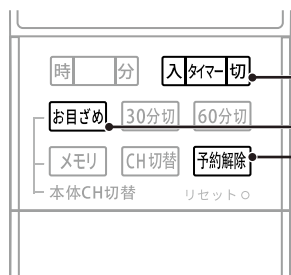 時 分 入 タイマー 切
お目ざめ 30分切 60分切
メモリ CH切替 予約解除
本体CH切替 リセット